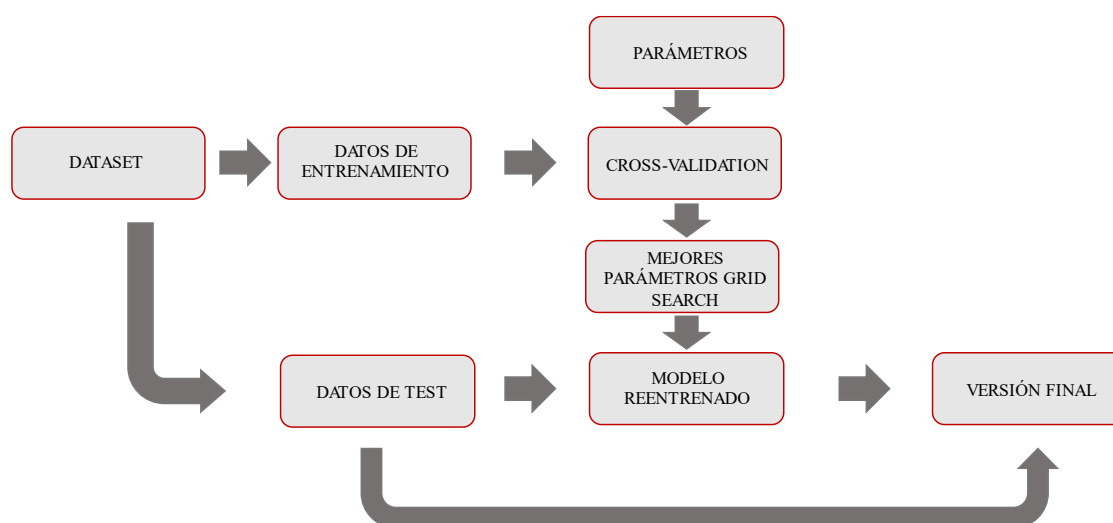 PARÁMETROS
DATASET
DATOS DE
ENTRENAMIENTO
CROSS-VALIDATION
MEJORES
PARÁMETROS GRID
SEARCH
DATOS DE TEST
MODELO
REENTRENADO
VERSIÓN FINAL